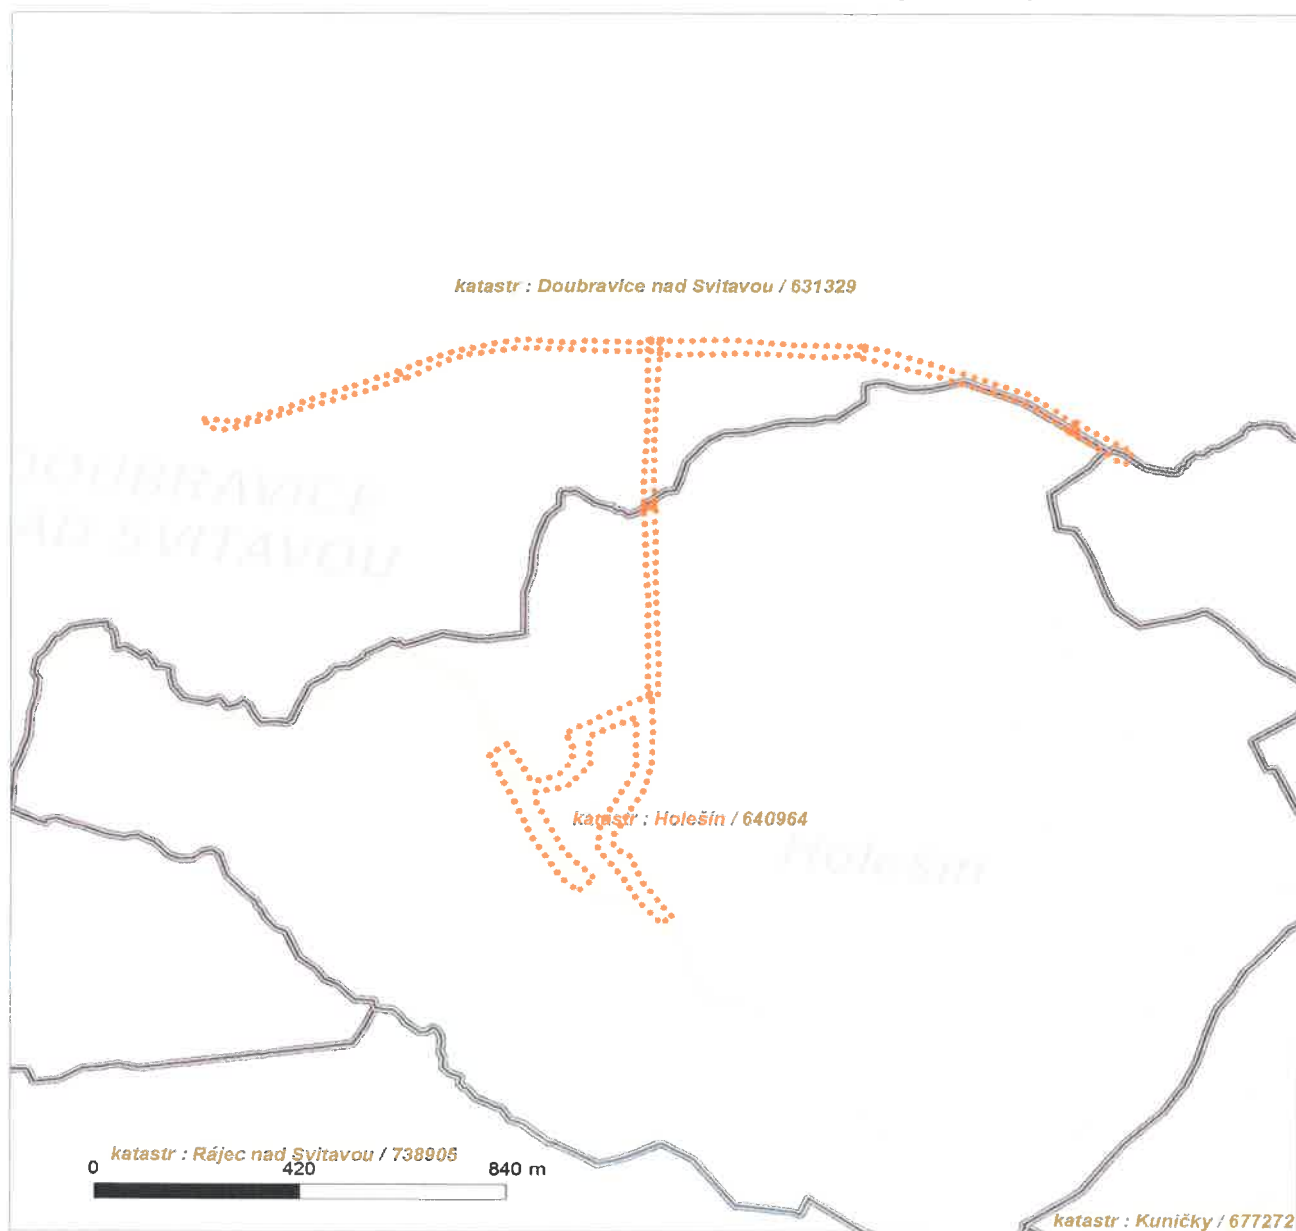 katastr : Doubravice nad Svitavou / 631329
DOUBRAVICE
NAD SVITAVOU
katastr : Holešín / 640964
Holešín
katastr : Rájec nad Svitavou / 738905
0 420 840 m
katastr : Kuničky / 677272